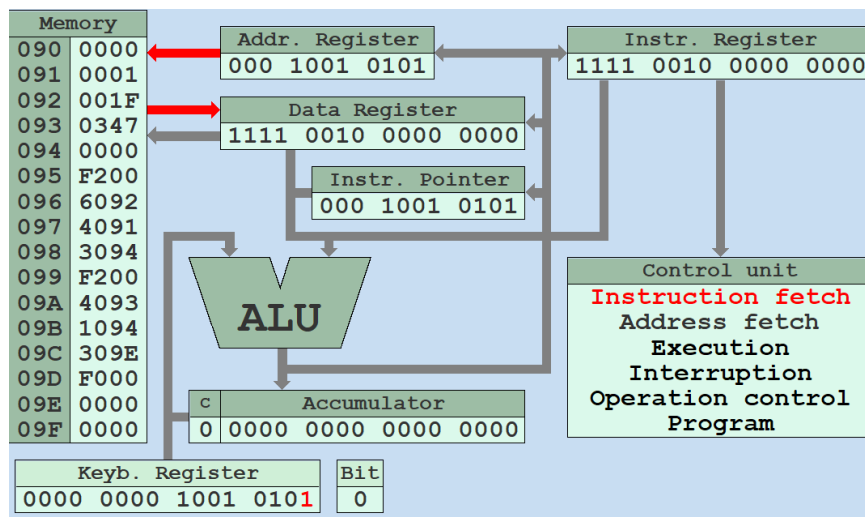 Memory
090 0000
091 0001
092 001F
093 0347
094 0000
095 F200
096 6092
097 4091
098 3094
099 F200
09A 4093
09B 1094
09C 309E
09D F000
09E 0000
09F 0000
Addr. Register
000 1001 0101
Instr. Register
1111 0010 0000 0000
Data Register
1111 0010 0000 0000
Instr. Pointer
000 1001 0101
ALU
Control unit
Instruction fetch
Address fetch
Execution
Interruption
Operation control
Program
C Accumulator
0 0000 0000 0000 0000
Keyb. Register
0000 0000 1001 0101
Bit
0